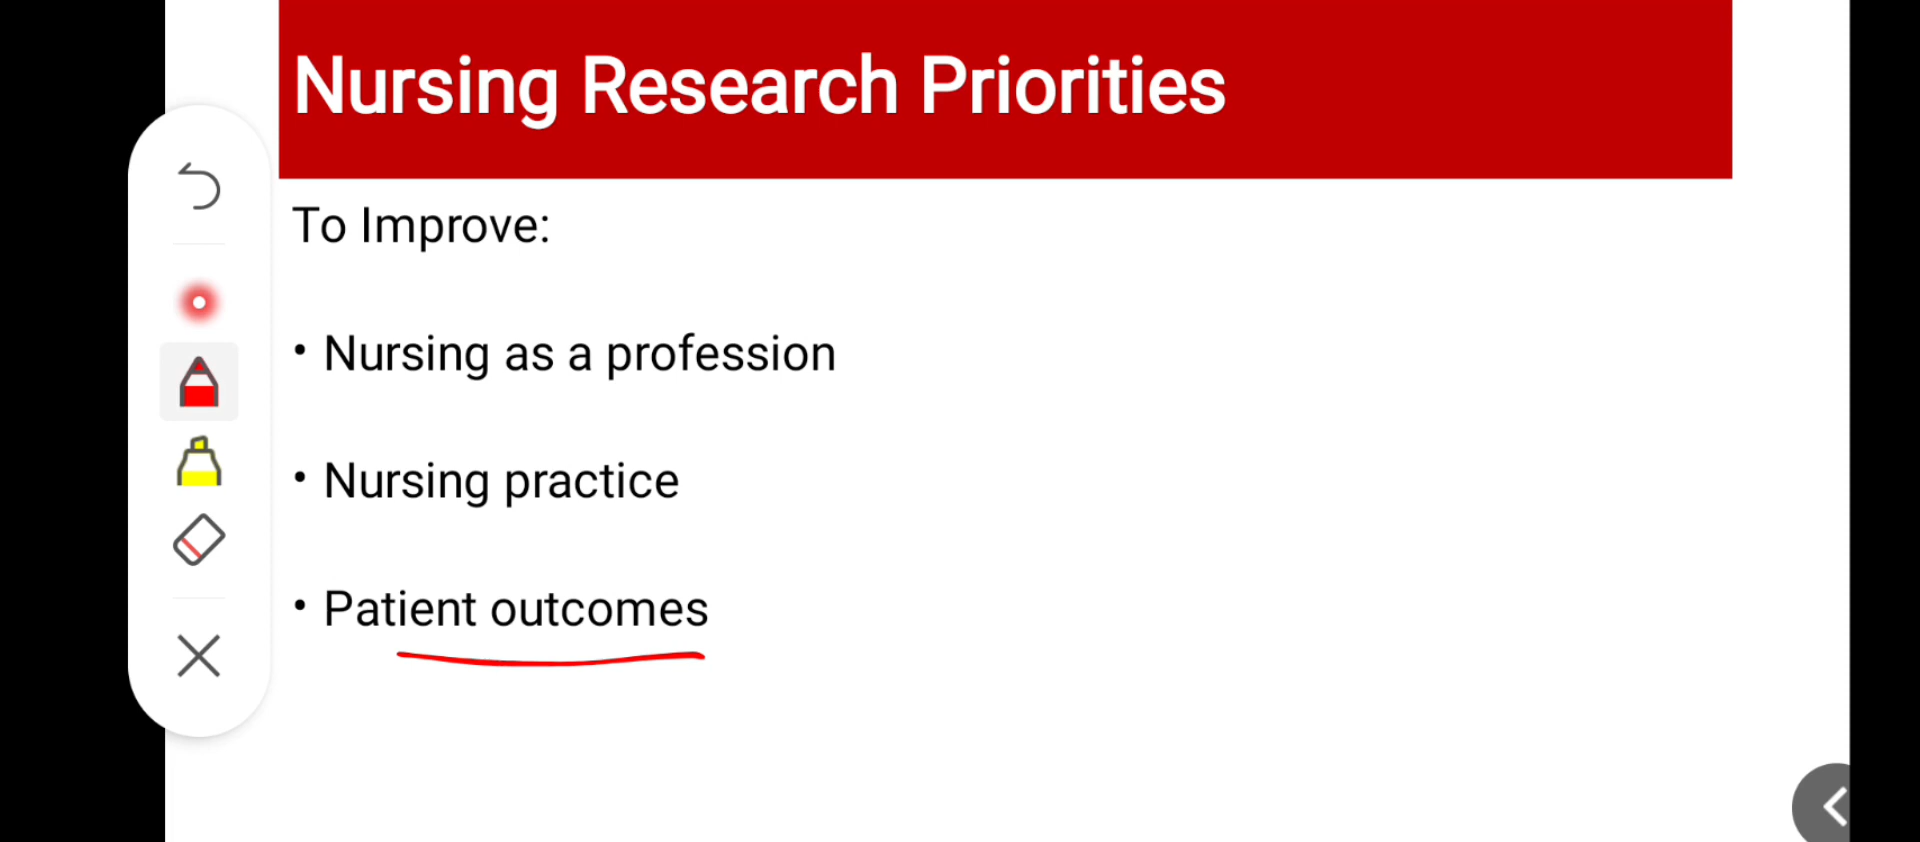 Nursing Research Priorities
To Improve:
• Nursing as a profession
• Nursing practice
• Patient outcomes